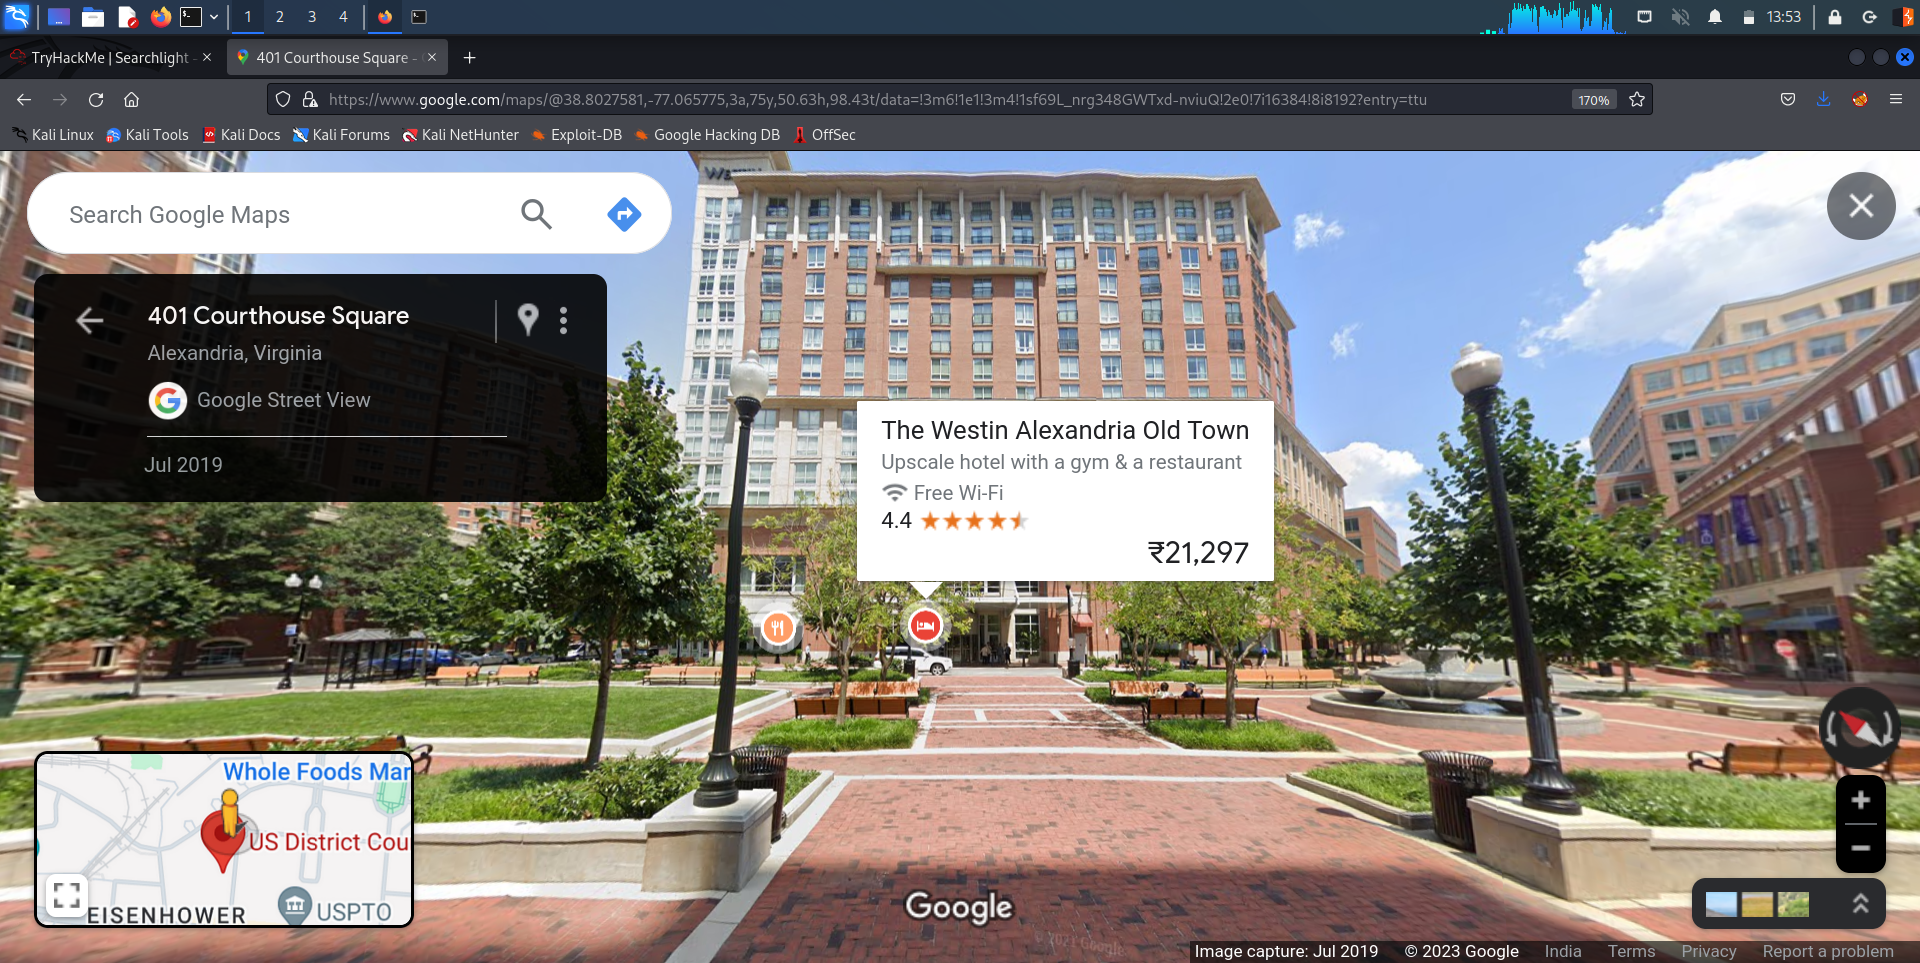 1 2 3 4 13:53
TryHackMe | Searchlight -
401 Courthouse Square -
https://www.google.com/maps/@38.8027581,-77.065775,3a,75y,50.63h,98.43t/data=!3m6!1e1!3m4!1sf69L_nrg348GWTxd-nviuQ!2e0!7i16384!8i8192?entry=ttu
170%
Kali Linux Kali Tools Kali Docs Kali Forums Kali NetHunter Exploit-DB Google Hacking DB OffSec
Search Google Maps
401 Courthouse Square
Alexandria, Virginia
Google Street View
Jul 2019
The Westin Alexandria Old Town
Upscale hotel with a gym & a restaurant
Free Wi-Fi
4.4
₹21,297
Whole Foods Mar
US District Cou
EISENHOWER
USPTO
Google
© 2021 Google
Image capture: Jul 2019 © 2023 Google India Terms Privacy Report a problem